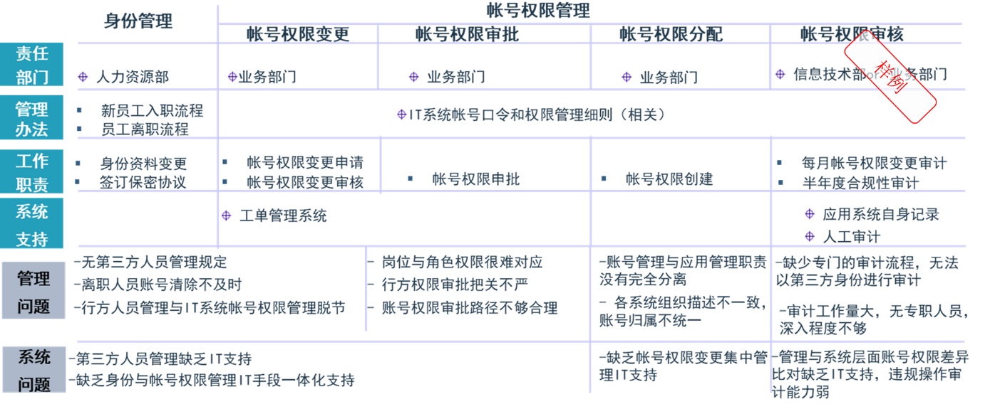 身份管理
帐号权限管理
帐号权限变更
帐号权限审批
帐号权限分配
帐号权限审核
责任
部门
人力资源部
业务部门
业务部门
业务部门
信息技术部or 业务部门
样例
管理
办法
新员工入职流程
员工离职流程
IT系统帐号口令和权限管理细则（相关）
工作
职责
身份资料变更
签订保密协议
帐号权限变更申请
帐号权限变更审核
帐号权限申批
帐号权限创建
每月帐号权限变更审计
半年度合规性审计
系统
支持
工单管理系统
应用系统自身记录
人工审计
管理
问题
-无第三方人员管理规定
-离职人员账号清除不及时
-行方人员管理与IT系统帐号权限管理脱节
- 岗位与角色权限很难对应
- 行方权限审批把关不严
- 账号权限审批路径不够合理
-账号管理与应用管理职责
没有完全分离
- 各系统组织描述不一致，
账号归属不统一
-缺少专门的审计流程，无法
以第三方身份进行审计
-审计工作量大，无专职人员，
深入程度不够
系统
问题
-第三方人员管理缺乏IT支持
-缺乏身份与帐号权限管理IT手段一体化支持
-缺乏帐号权限变更集中管
理IT支持
-管理与系统层面账号权限差异
比对缺乏IT支持，违规操作审
计能力弱